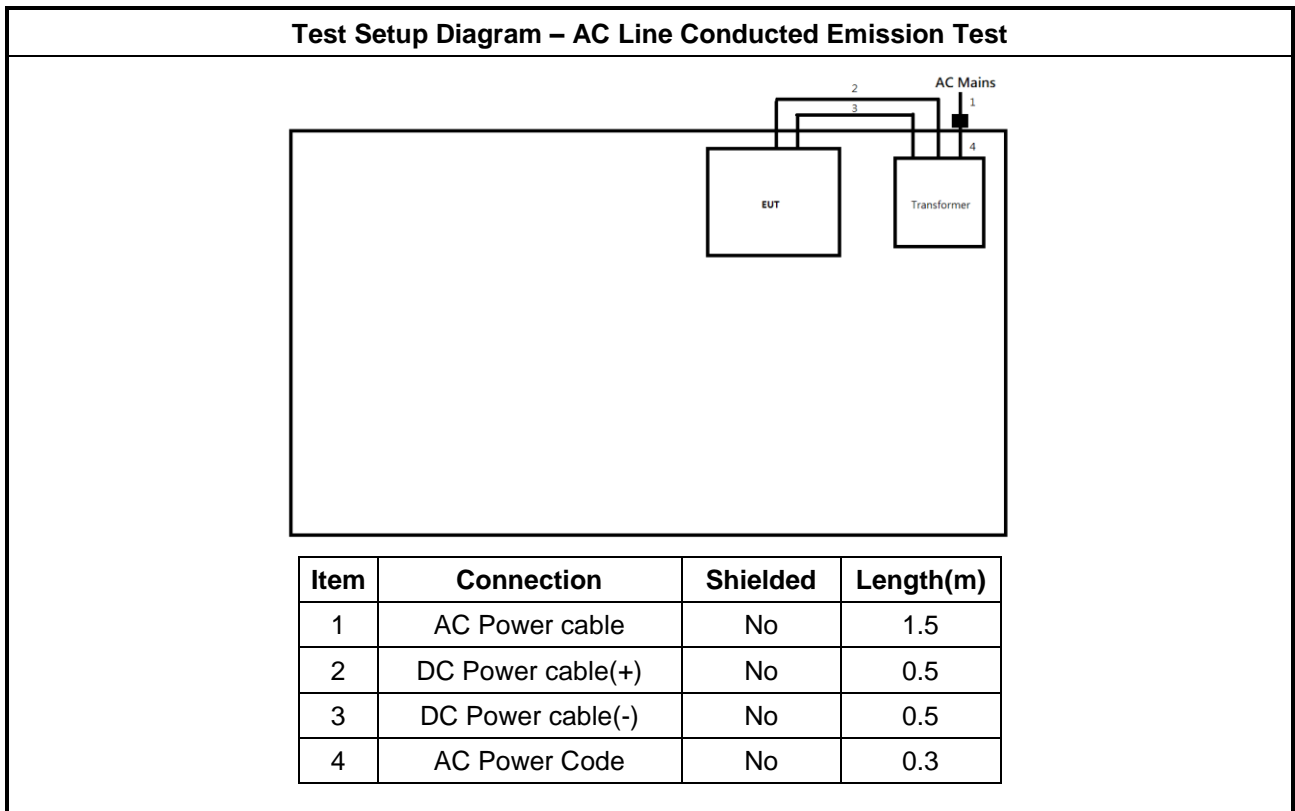 Test Setup Diagram – AC Line Conducted Emission Test
AC Mains
2
1
3
4
EUT
Transformer
Item Connection Shielded Length(m)
1 AC Power cable No 1.5
2 DC Power cable(+) No 0.5
3 DC Power cable(-) No 0.5
4 AC Power Code No 0.3